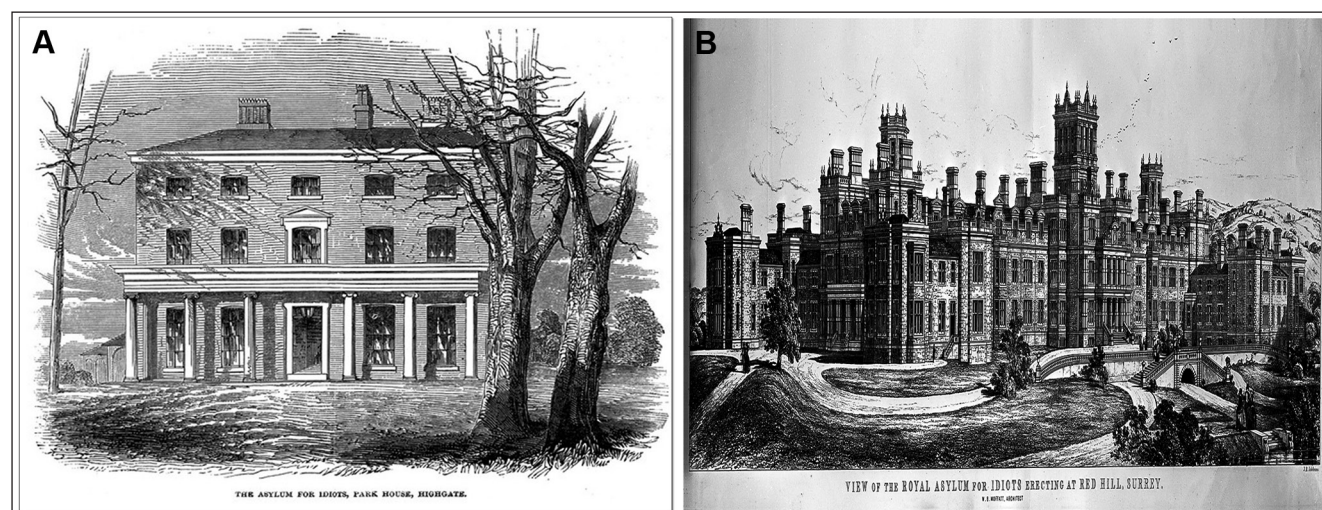 A
B
THE ASYLUM FOR IDIOTS, PARK HOUSE, HIGHGATE.
VIEW OF THE ROYAL ASYLUM FOR IDIOTS ERECTING AT RED HILL, SURREY.
W. B. MOFFATT, ARCHITECT